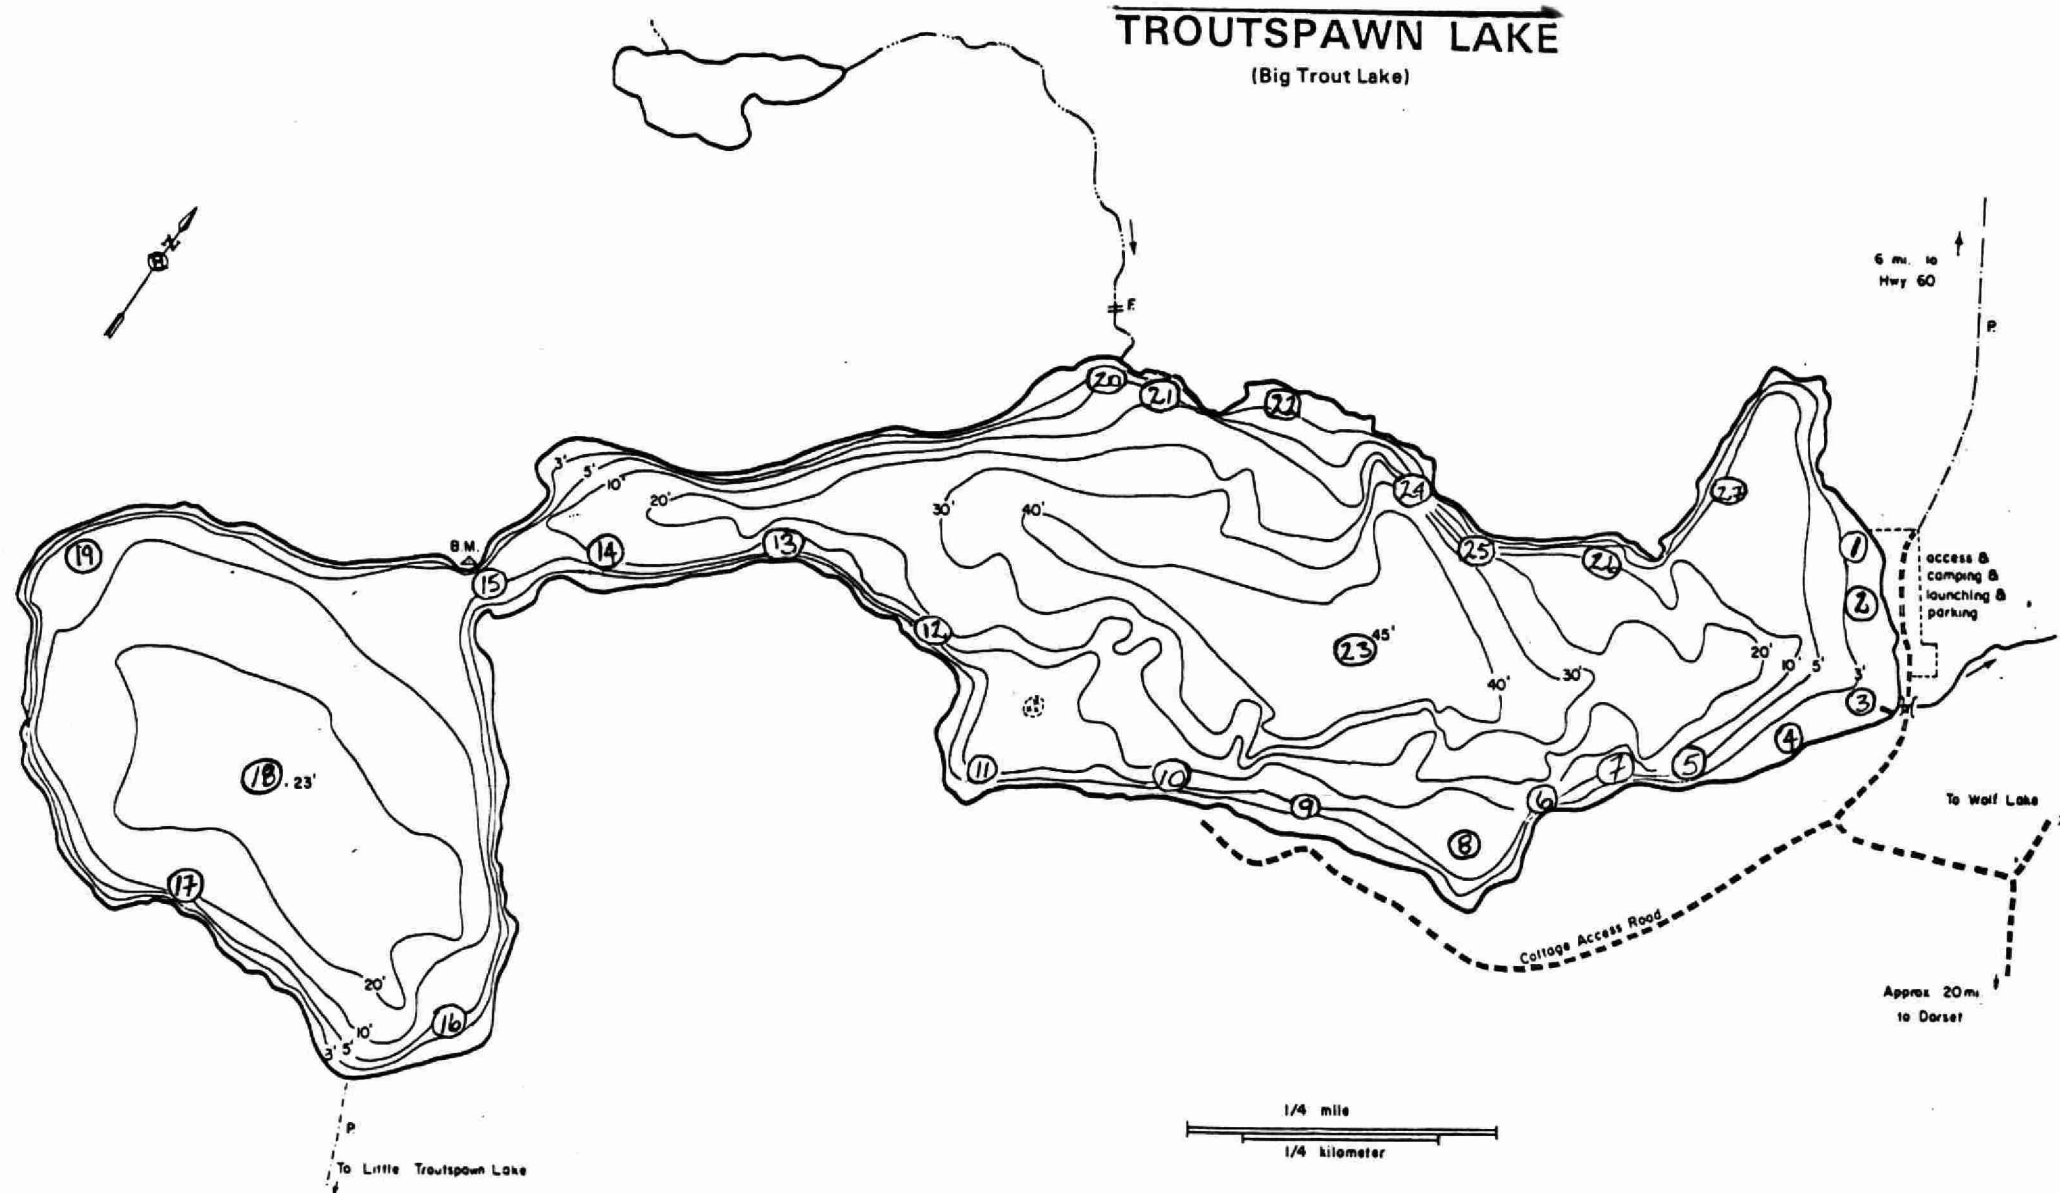 TROUTSPAWN LAKE
(Big Trout Lake)
N
F.
6 mi. to
Hwy 60
P.
20
21
22
3'
5'
10'
20'
30'
40'
24
27
19
B.M.
15
14
13
25
26
1
access &
camping &
launching &
parking
2
12
23
45'
40'
30'
20'
10'
5'
3'
3
4
18
. 23'
11
10
9
7
5
6
8
To Wolf Lake
17
Cottage Access Road
20'
16
10'
5'
3'
Approx. 20 mi.
to Dorset
1/4 mile
1/4 kilometer
P.
To Little Troutspawn Lake